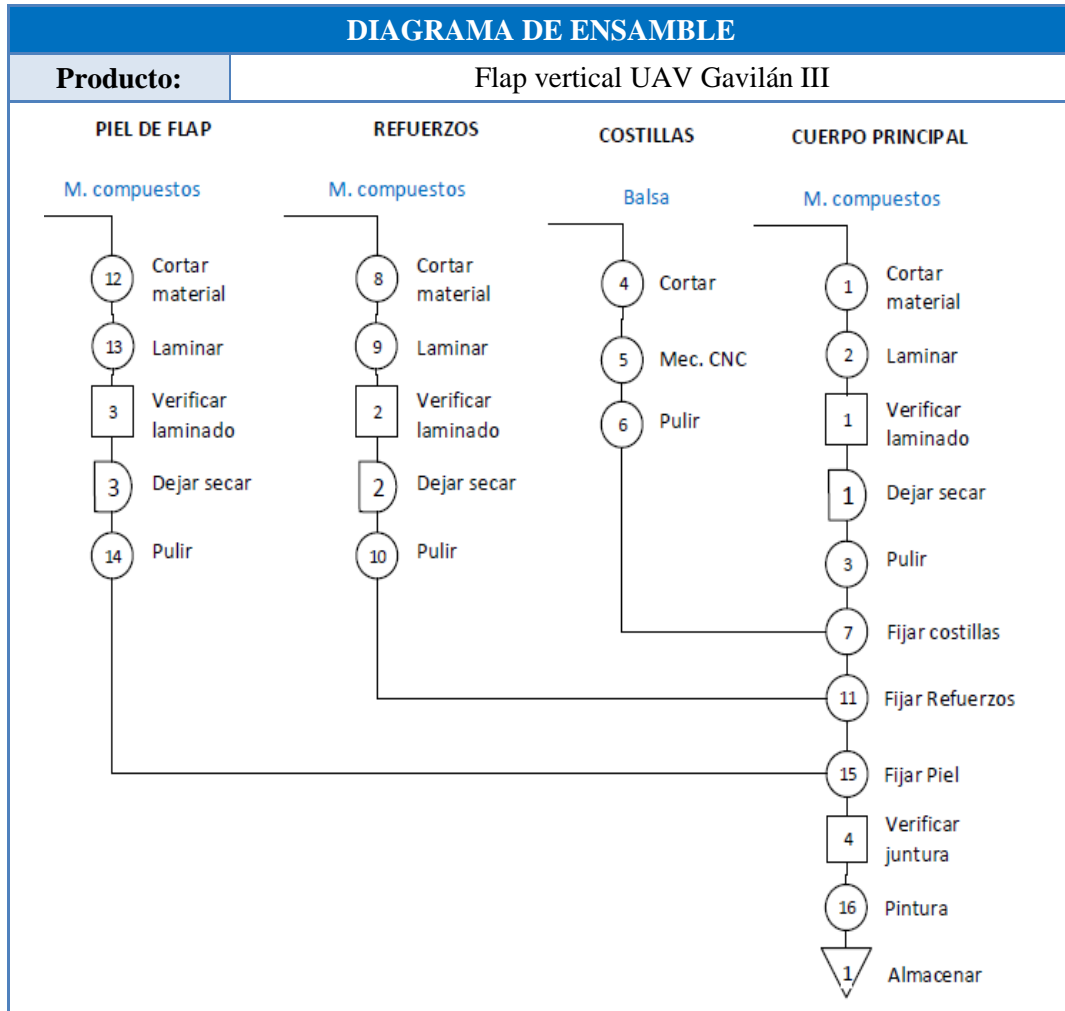 DIAGRAMA DE ENSAMBLE
Producto:
Flap vertical UAV Gavilán III
PIEL DE FLAP
M. compuestos
12
Cortar
material
13
Laminar
3
Verificar
laminado
3
Dejar secar
14
Pulir
REFUERZOS
M. compuestos
8
Cortar
material
9
Laminar
2
Verificar
laminado
2
Dejar secar
10
Pulir
COSTILLAS
Balsa
4
Cortar
5
Mec. CNC
6
Pulir
CUERPO PRINCIPAL
M. compuestos
1
Cortar
material
2
Laminar
1
Verificar
laminado
1
Dejar secar
3
Pulir
7
Fijar costillas
11
Fijar Refuerzos
15
Fijar Piel
4
Verificar
juntura
16
Pintura
1
Almacenar